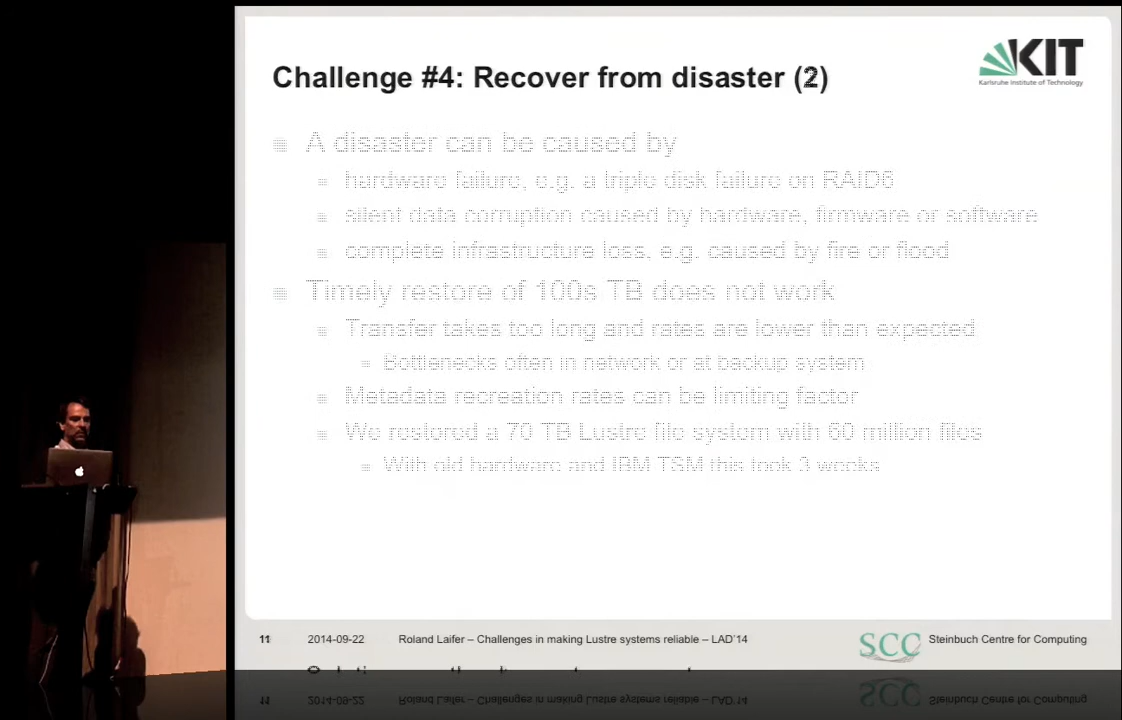 KIT
Karlsruhe Institute of Technology
Challenge #4: Recover from disaster (2)
A disaster can be caused by
hardware failure, e.g. a triple disk failure on RAID6
silent data corruption caused by hardware, firmware or software
complete infrastructure loss, e.g. caused by fire or flood
Timely restore of 100s TB does not work
Transfer takes too long and rates are lower than expected
Bottlenecks often in network or at backup system
Metadata recreation rates can be limiting factor
We restored a 70 TB Lustre file system with 60 million files
With old hardware and IBM TSM this took 3 weeks
11 2014-09-22 Roland Laifer – Challenges in making Lustre systems reliable – LAD'14 SCC Steinbuch Centre for Computing